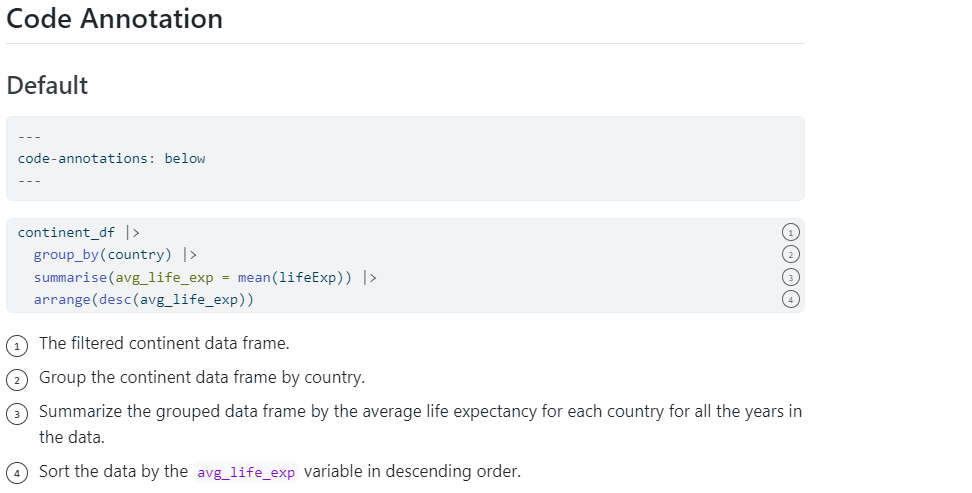 Code Annotation
Default
---
code-annotations: below
---
continent_df |> 1
group_by(country) |> 2
summarise(avg_life_exp = mean(lifeExp)) |> 3
arrange(desc(avg_life_exp)) 4
1 The filtered continent data frame.
2 Group the continent data frame by country.
3 Summarize the grouped data frame by the average life expectancy for each country for all the years in
the data.
4 Sort the data by the avg_life_exp variable in descending order.